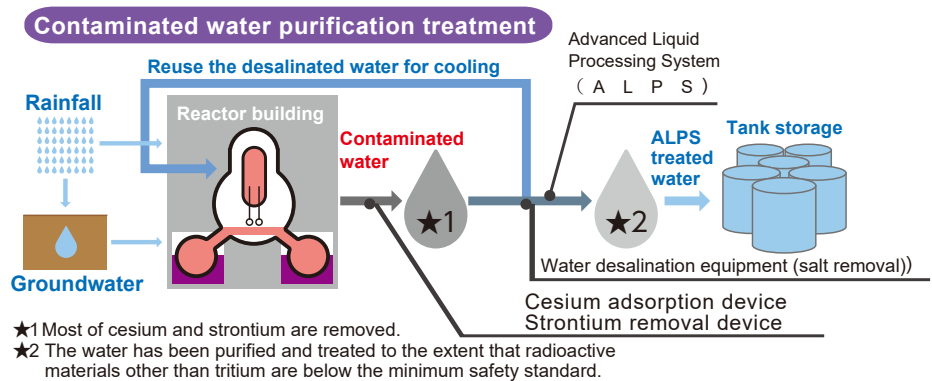 Contaminated water purification treatment
Advanced Liquid
Processing System
(ALPS)
Reuse the desalinated water for cooling
Rainfall
Reactor building
Contaminated
water
ALPS
treated
water
Tank storage
★1
★2
Groundwater
Water desalination equipment (salt removal))
Cesium adsorption device
Strontium removal device
★1 Most of cesium and strontium are removed.
★2 The water has been purified and treated to the extent that radioactive
materials other than tritium are below the minimum safety standard.